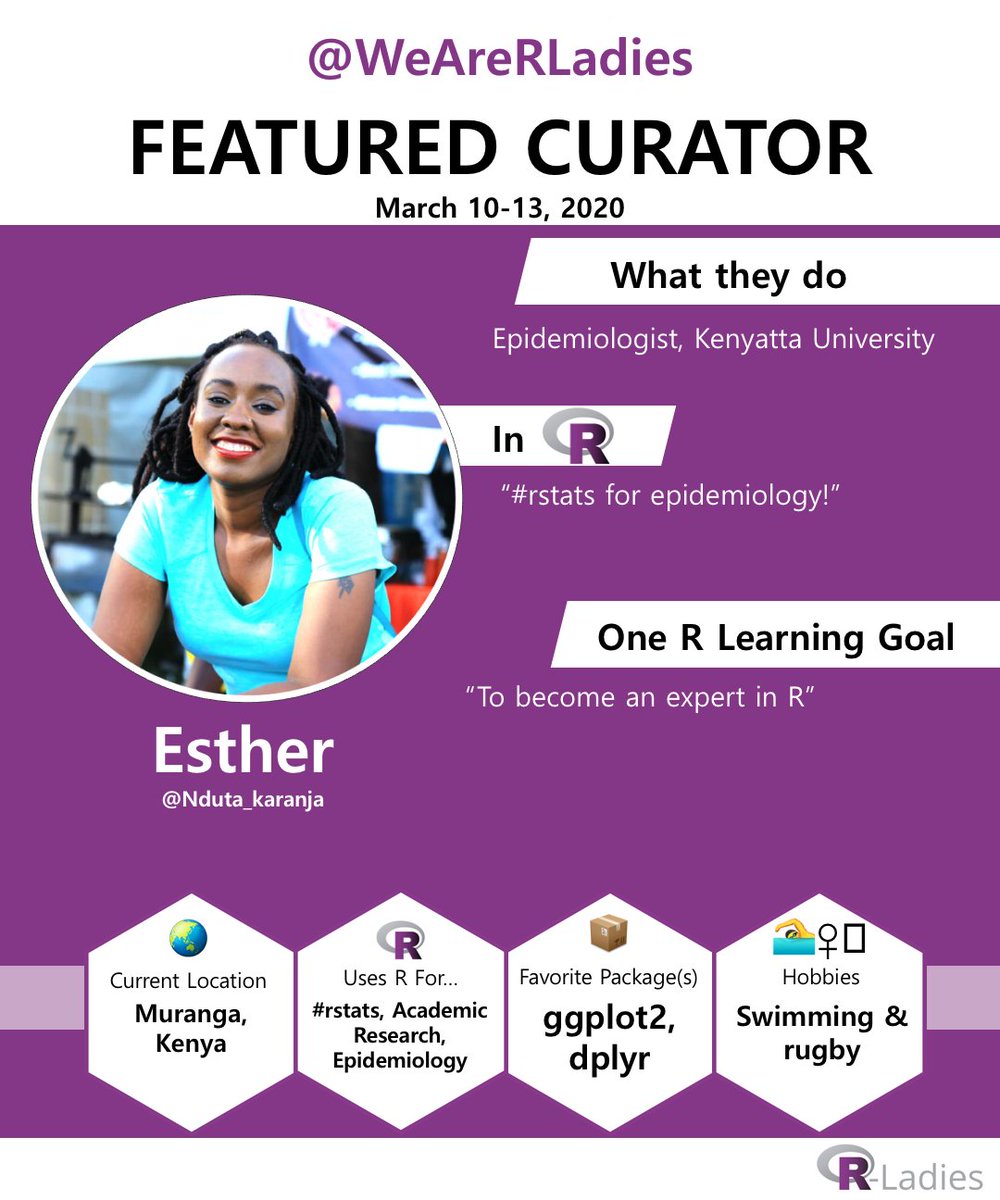 @WeAreRLadies
FEATURED CURATOR
March 10-13, 2020
What they do
Epidemiologist, Kenyatta University
In R
“#rstats for epidemiology!”
One R Learning Goal
“To become an expert in R”
Esther
@Nduta_karanja
Current Location
Muranga,
Kenya
R
Uses R For...
#rstats, Academic
Research,
Epidemiology
Favorite Package(s)
ggplot2,
dplyr
Hobbies
Swimming &
rugby
R-Ladies